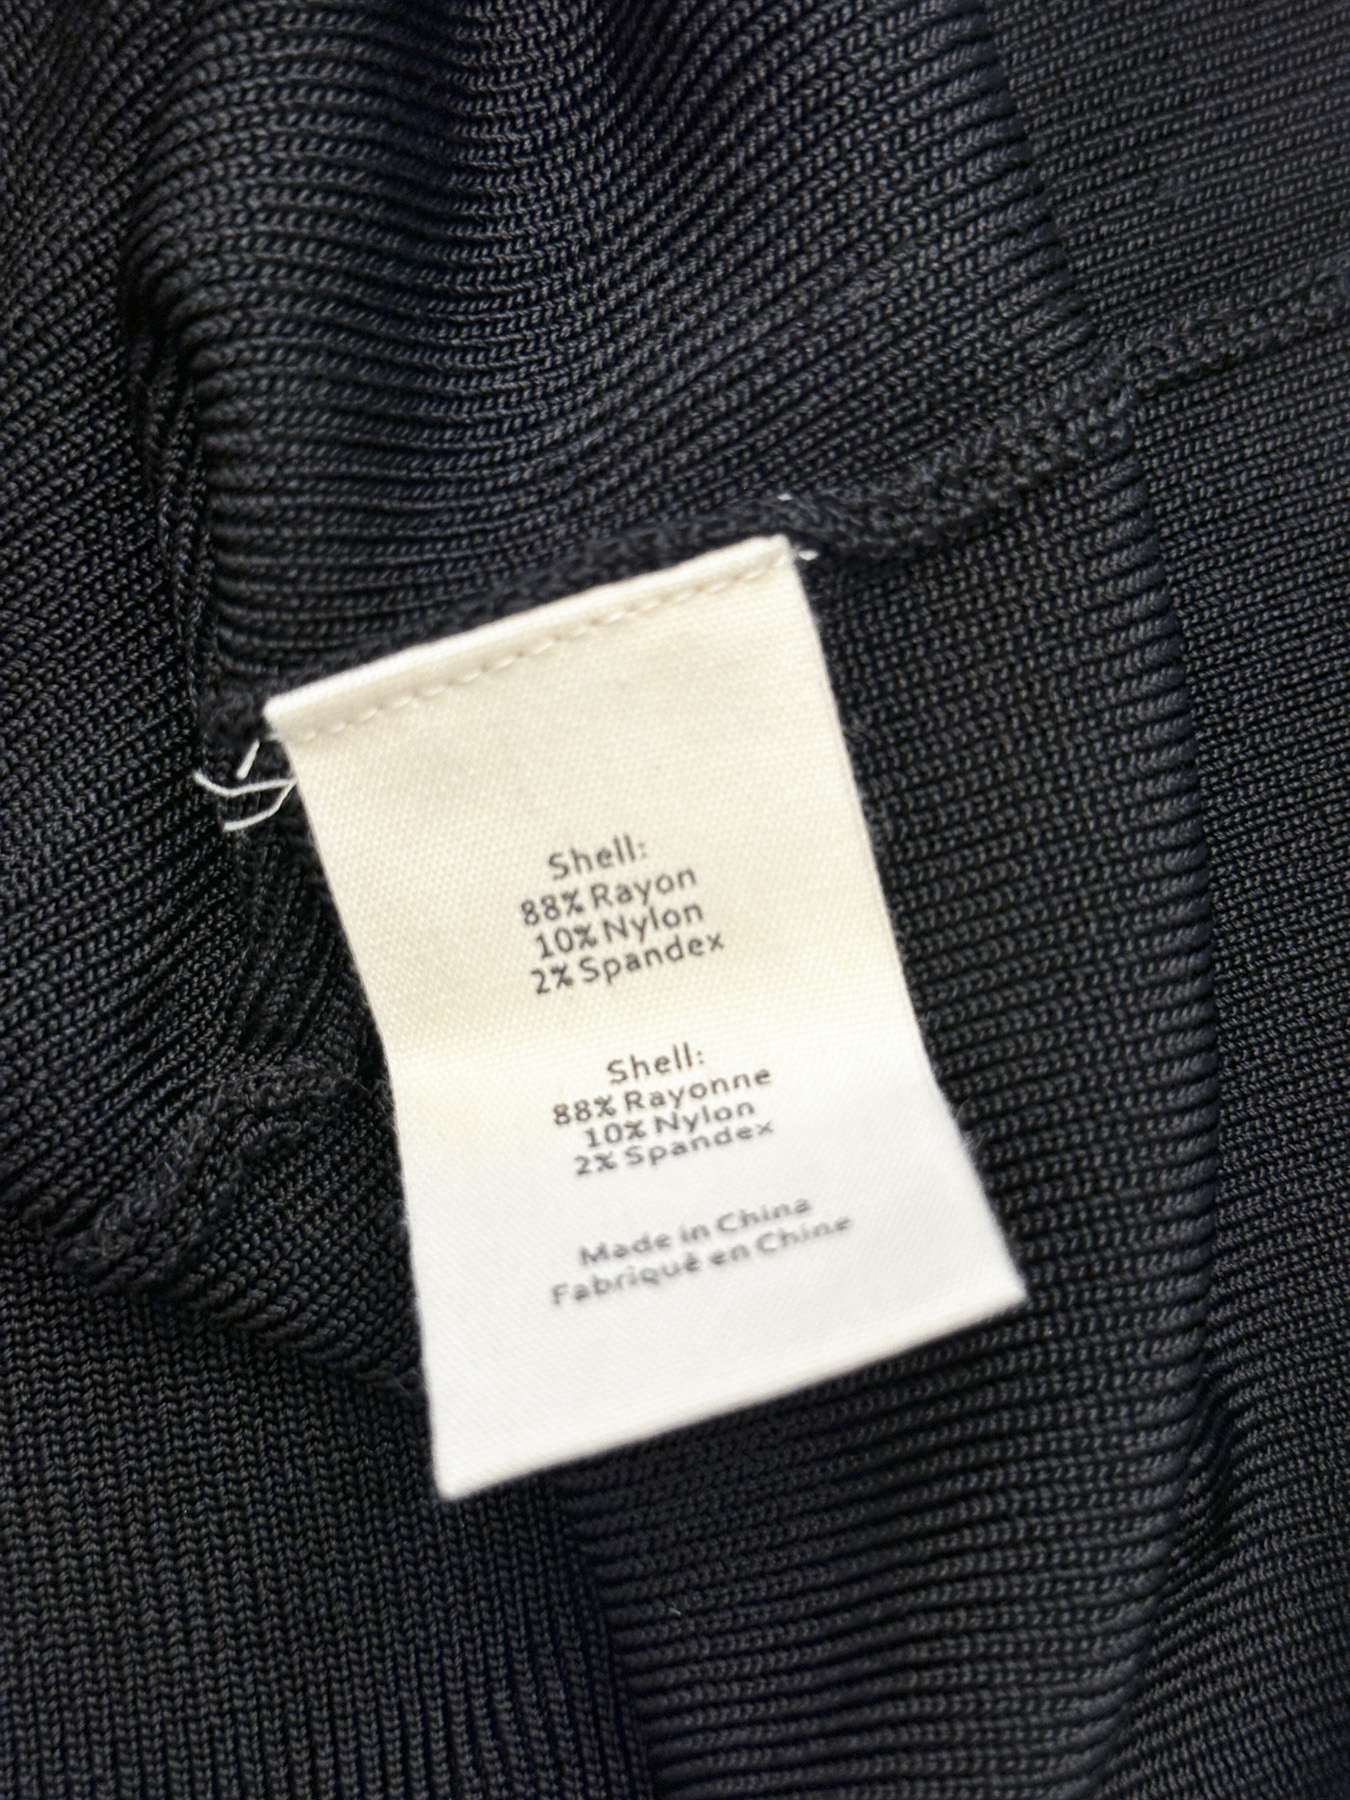 Shell:
88% Rayon
10% Nylon
2% Spandex
Shell:
88% Rayonne
10% Nylon
2% Spandex
Made in China
Fabriquê en Chine